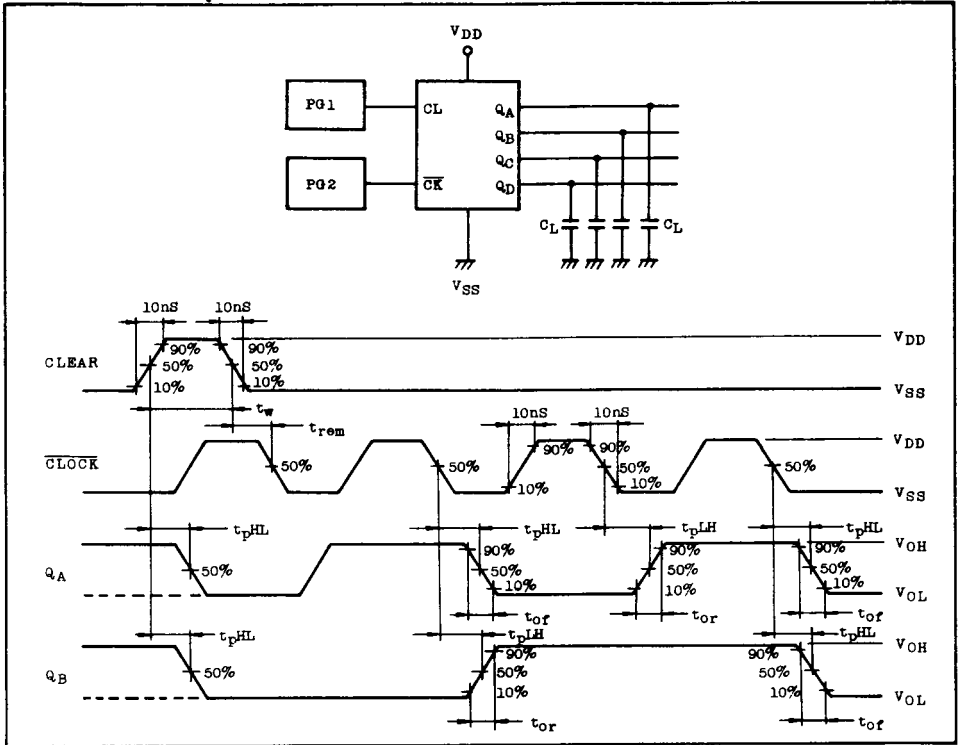 VDD
PG1
CL
QA
QB
QC
PG2
CK
QD
CL
CL
VSS
10nS 10nS
VDD
90% 90%
CLEAR 50% 50%
10% 10%
VSS
tw
trem
10nS 10nS
VDD
CLOCK 50% 50% 90% 90% 50% 50%
10% 10%
VSS
tpHL tpHL tpLH tpHL
VOH
90% 90% 90%
QA 50% 50% 50% 50%
10% 10% 10%
VOL
tof tor tof
tpHL tpLH tpHL
VOH
90% 90%
QB 50% 50% 50%
10% 10%
VOL
tor tof